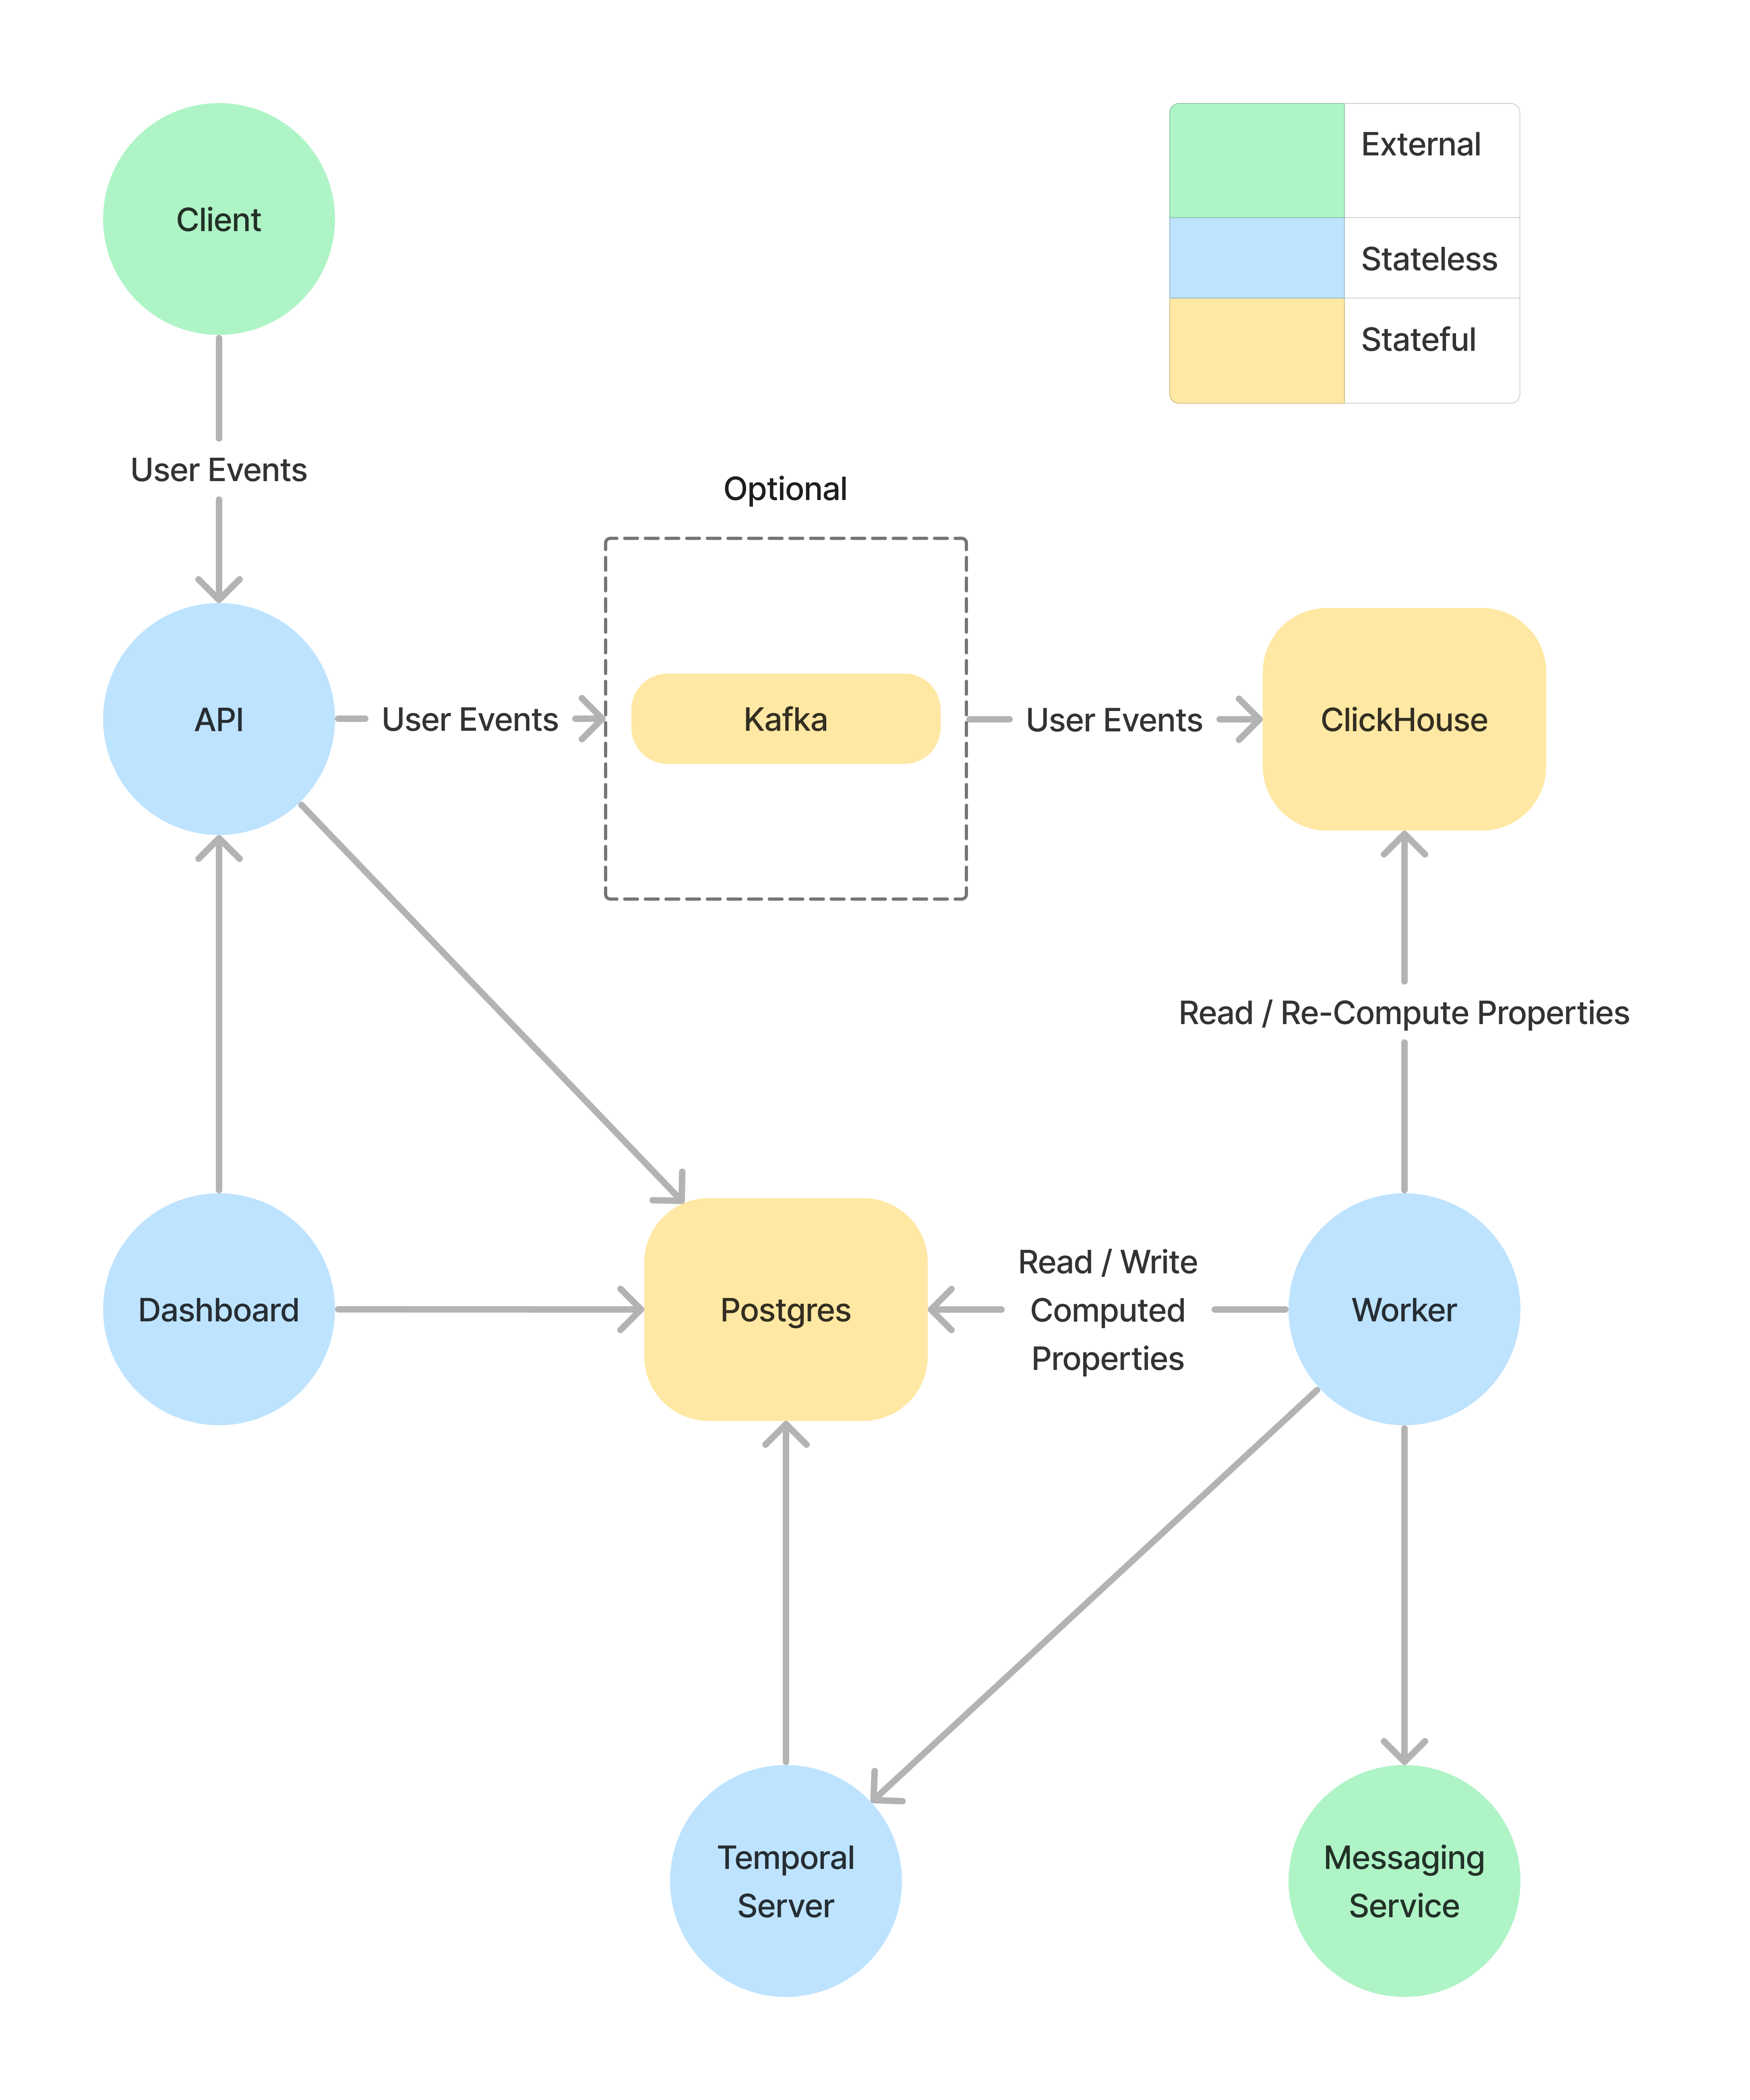 Client
External
Stateless
Stateful
User Events
Optional
API
User Events
Kafka
User Events
ClickHouse
Read / Re-Compute Properties
Dashboard
Postgres
Read / Write
Computed
Properties
Worker
Temporal
Server
Messaging
Service